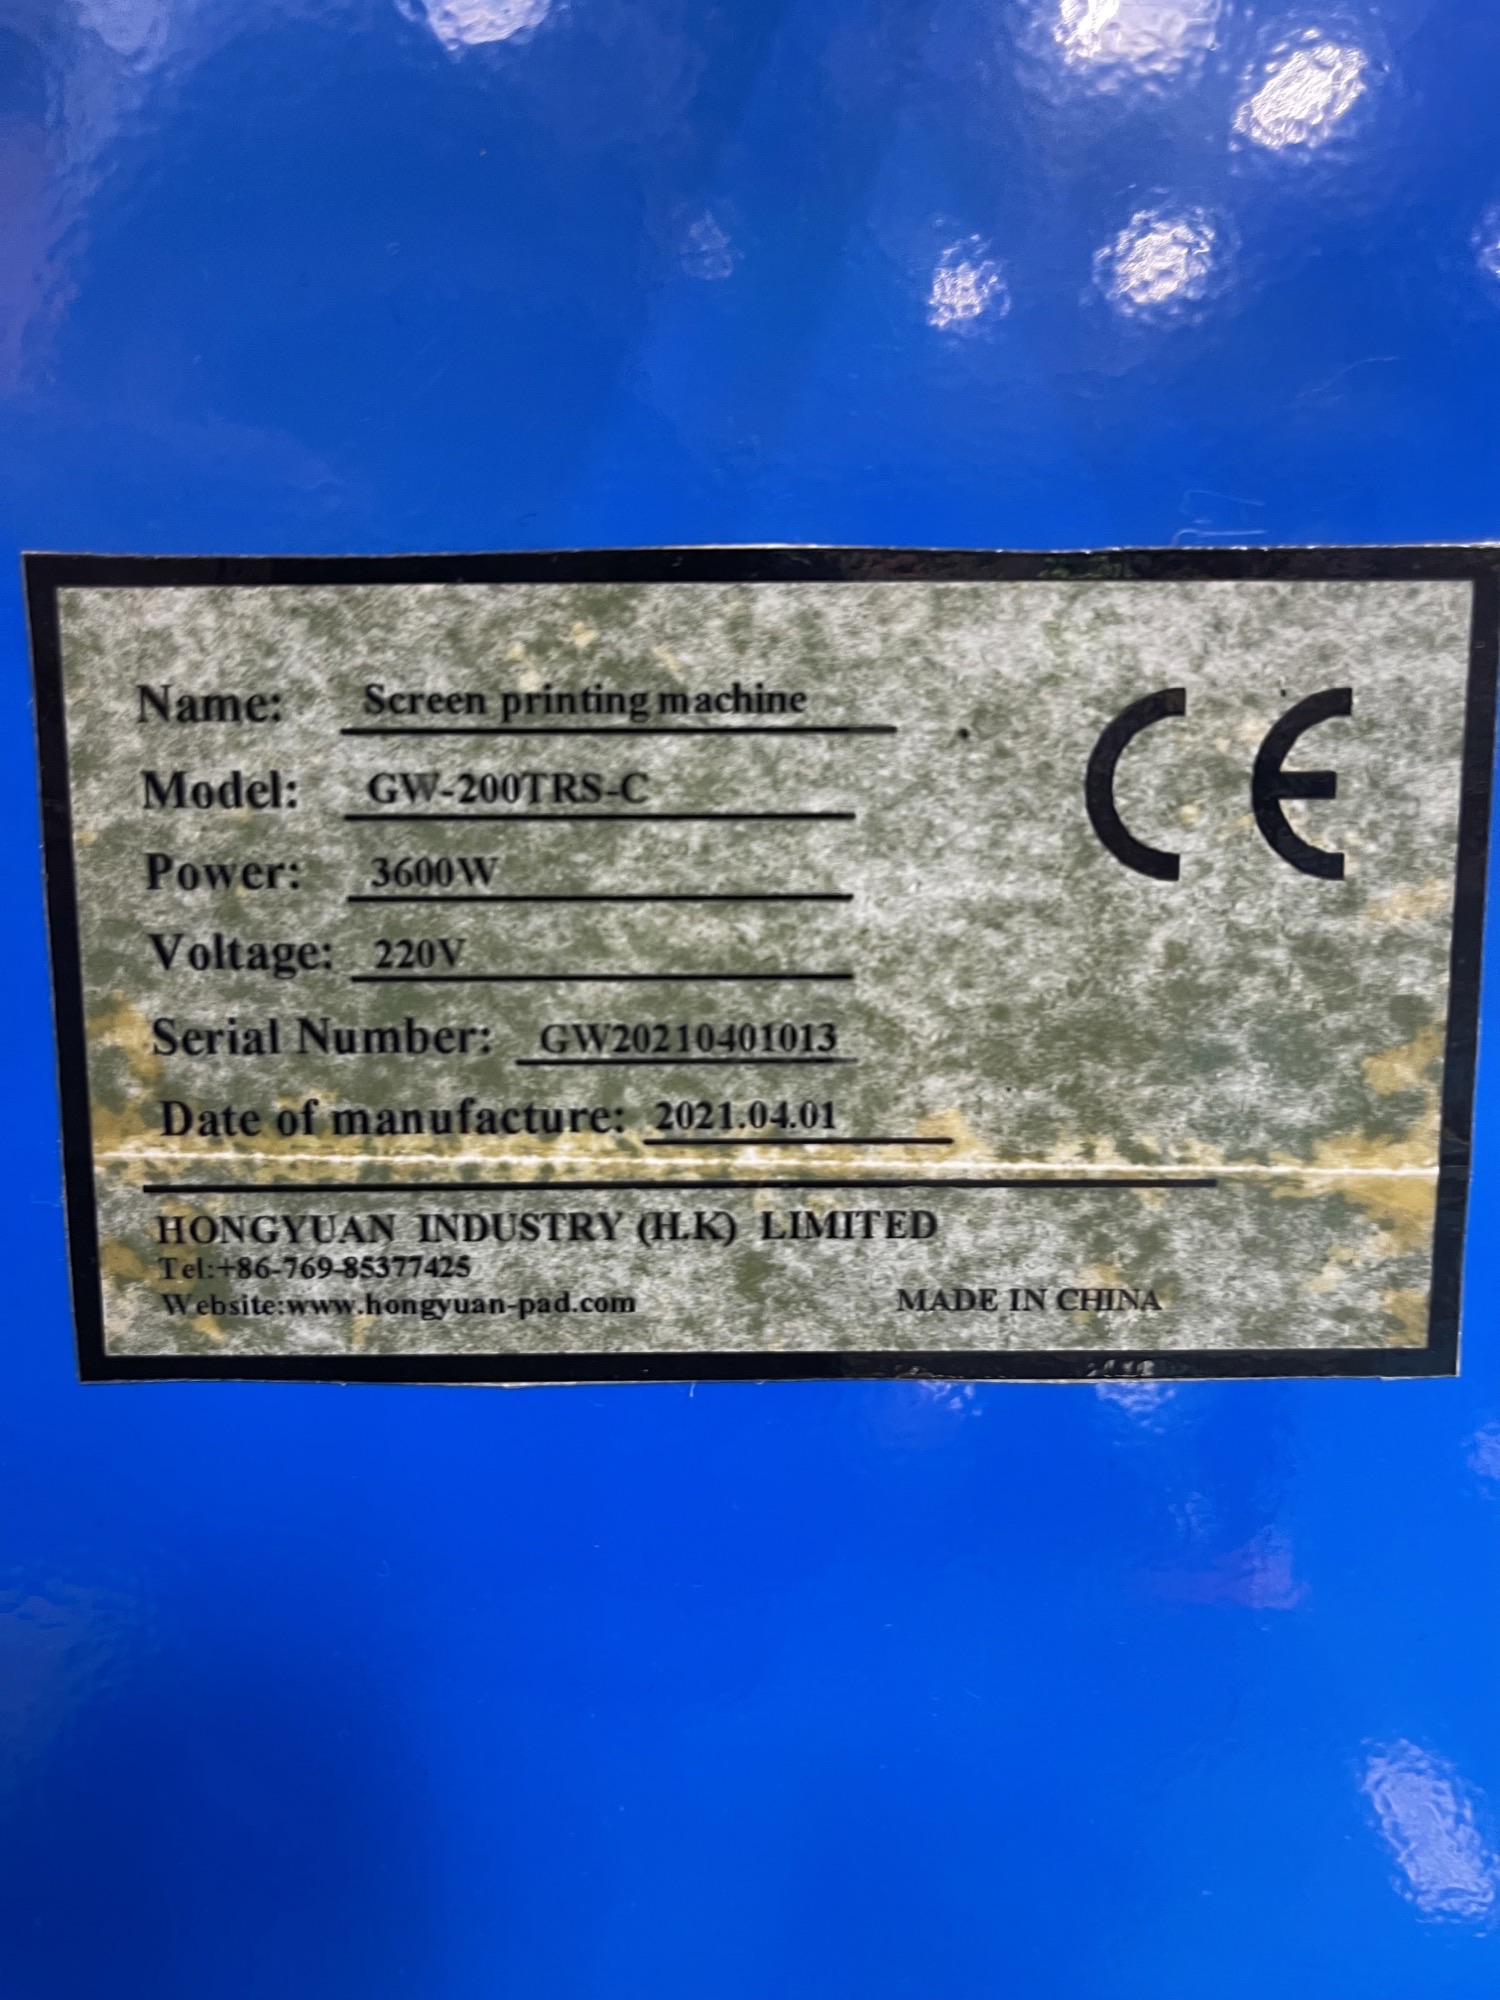 Name: Screen printing machine
CE
Model: GW-200TRS-C
Power: 3600W
Voltage: 220V
Serial Number: GW20210401013
Date of manufacture: 2021.04.01
HONGYUAN INDUSTRY (H.K) LIMITED
Tel:+86-769-85377425
Website:www.hongyuan-pad.com
MADE IN CHINA